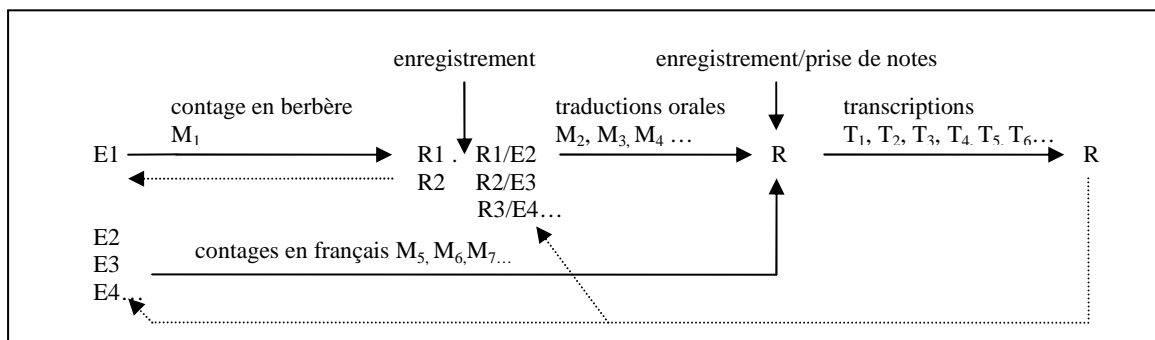 enregistrement enregistrement/prise de notes
contage en berbère traductions orales transcriptions
M1 M2, M3, M4 … T1, T2, T3, T4, T5, T6…
E1 R1 . R1/E2 R R
R2 R2/E3
R3/E4…
E2
contages en français M5, M6,M7…
E3
E4…